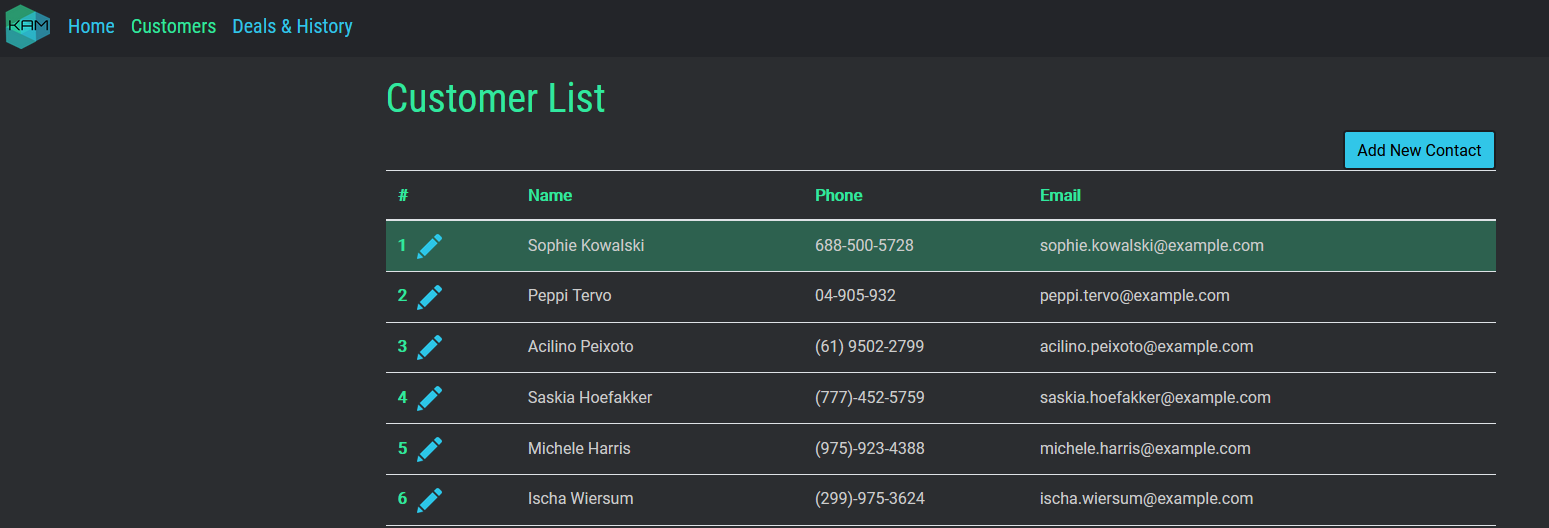 KAM Home Customers Deals & History
Customer List
Add New Contact
# Name Phone Email
1 Sophie Kowalski 688-500-5728 sophie.kowalski@example.com
2 Peppi Tervo 04-905-932 peppi.tervo@example.com
3 Acilino Peixoto (61) 9502-2799 acilino.peixoto@example.com
4 Saskia Hoefakker (777)-452-5759 saskia.hoefakker@example.com
5 Michele Harris (975)-923-4388 michele.harris@example.com
6 Ischa Wiersum (299)-975-3624 ischa.wiersum@example.com